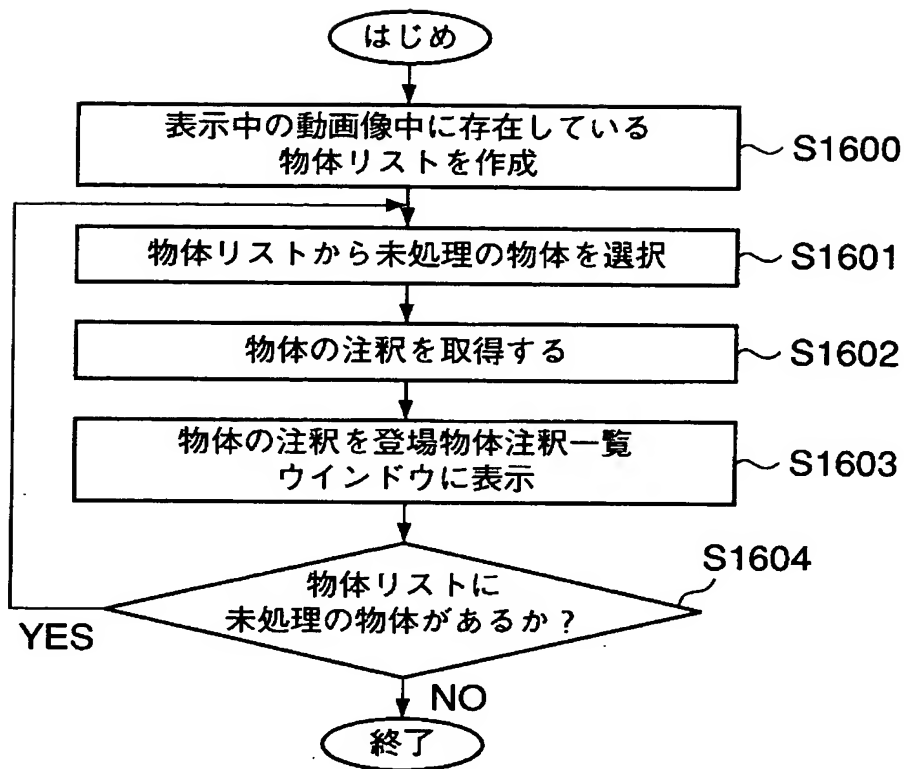 はじめ
表示中の動画像中に存在している
物体リストを作成
S1600
物体リストから未処理の物体を選択
S1601
物体の注釈を取得する
S1602
物体の注釈を登場物体注釈一覧
ウインドウに表示
S1603
S1604
物体リストに
未処理の物体があるか?
YES
NO
終了